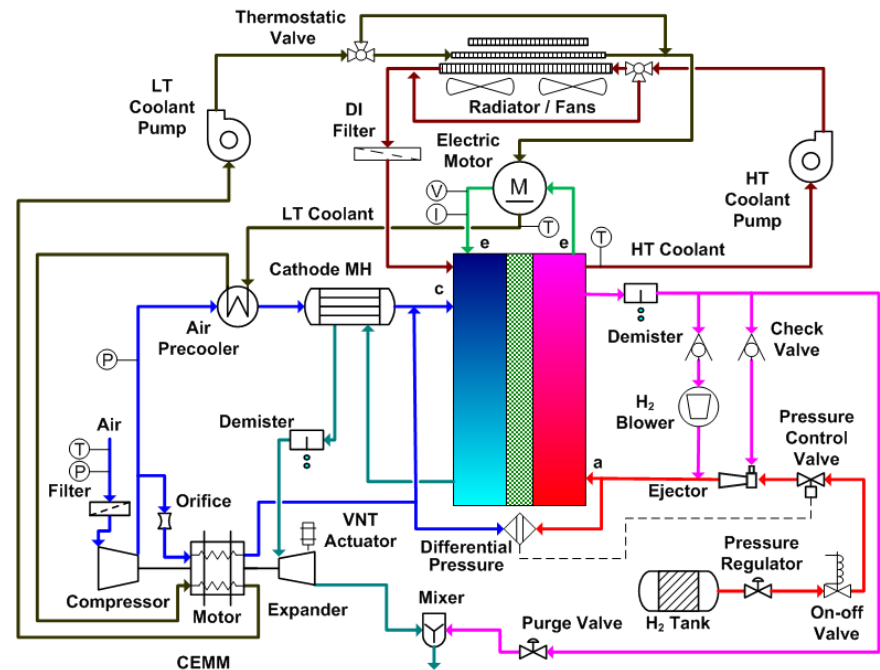 Thermostatic
Valve
LT
Coolant
Pump
Radiator / Fans
DI
Filter
Electric
Motor
HT
Coolant
Pump
V
M
I
LT Coolant
T
T
HT Coolant
e
e
Cathode MH
c
Air
Precooler
Demister
Check
Valve
P
H2
Blower
Air
Demister
Pressure
Control
Valve
T
P
a
Filter
Orifice
Ejector
VNT
Actuator
Differential
Pressure
Pressure
Regulator
Compressor
Motor
Expander
Mixer
H2 Tank
On-off
Valve
Purge Valve
CEMM